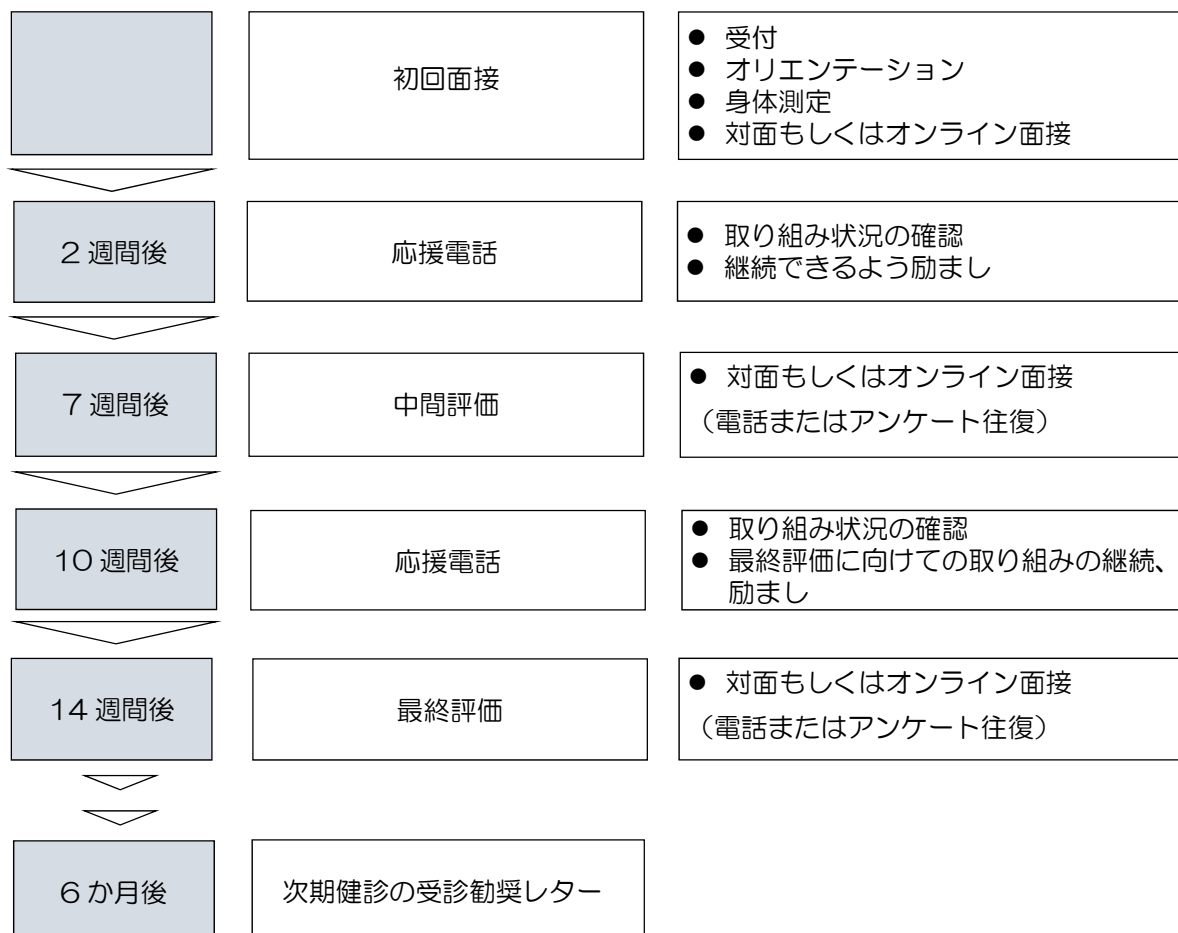 初回面接
● 受付
● オリエンテーション
● 身体測定
● 対面もしくはオンライン面接
2 週間後
応援電話
● 取り組み状況の確認
● 継続できるよう励まし
7 週間後
中間評価
● 対面もしくはオンライン面接
（電話またはアンケート往復）
10 週間後
応援電話
● 取り組み状況の確認
● 最終評価に向けての取り組みの継続、
励まし
14 週間後
最終評価
● 対面もしくはオンライン面接
（電話またはアンケート往復）
6 か月後
次期健診の受診勧奨レター